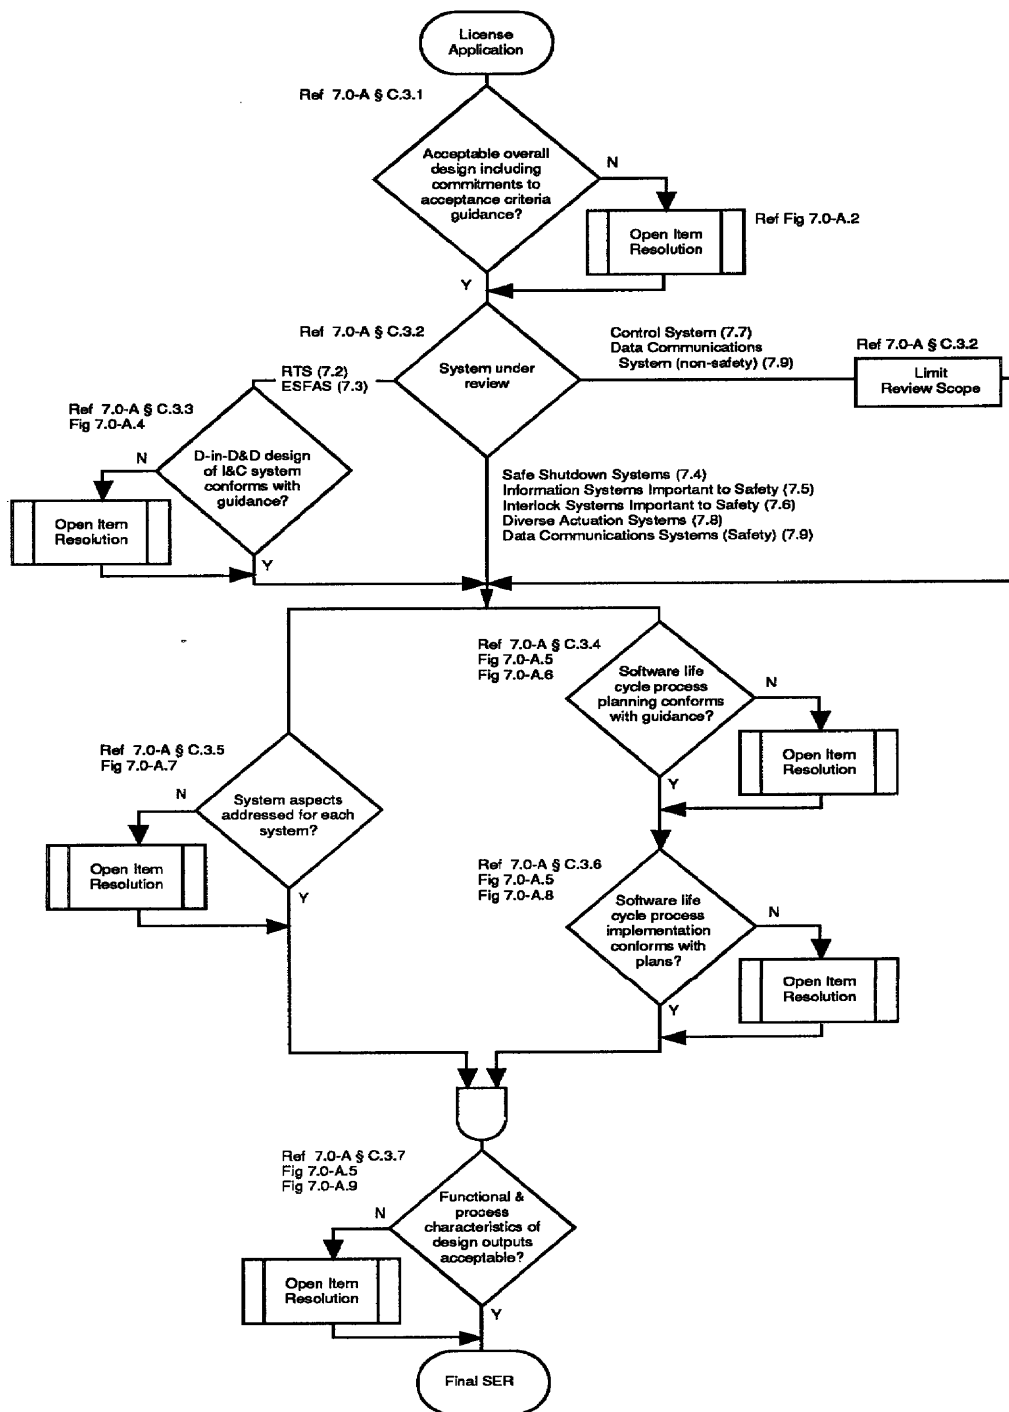 License
Application
Ref 7.0-A § C.3.1
Acceptable overall
design including
commitments to
acceptance criteria
guidance?
N
Open Item
Resolution
Ref Fig 7.0-A.2
Y
Ref 7.0-A § C.3.2
System under
review
Control System (7.7)
Data Communications
System (non-safety) (7.9)
Ref 7.0-A § C.3.2
Limit
Review Scope
RTS (7.2)
ESFAS (7.3)
Ref 7.0-A § C.3.3
Fig 7.0-A.4
N
D-in-D&D design
of I&C system
conforms with
guidance?
Open Item
Resolution
Y
Safe Shutdown Systems (7.4)
Information Systems Important to Safety (7.5)
Interlock Systems Important to Safety (7.6)
Diverse Actuation Systems (7.8)
Data Communications Systems (Safety) (7.9)
Ref 7.0-A § C.3.4
Fig 7.0-A.5
Fig 7.0-A.6
Software life
cycle process
planning conforms
with guidance?
N
Open Item
Resolution
Y
Ref 7.0-A § C.3.5
Fig 7.0-A.7
N
System aspects
addressed for each
system?
Open Item
Resolution
Y
Ref 7.0-A § C.3.6
Fig 7.0-A.5
Fig 7.0-A.8
Software life
cycle process
implementation
conforms with
plans?
N
Open Item
Resolution
Y
Ref 7.0-A § C.3.7
Fig 7.0-A.5
Fig 7.0-A.9
N
Functional &
process
characteristics of
design outputs
acceptable?
Open Item
Resolution
Y
Final SER